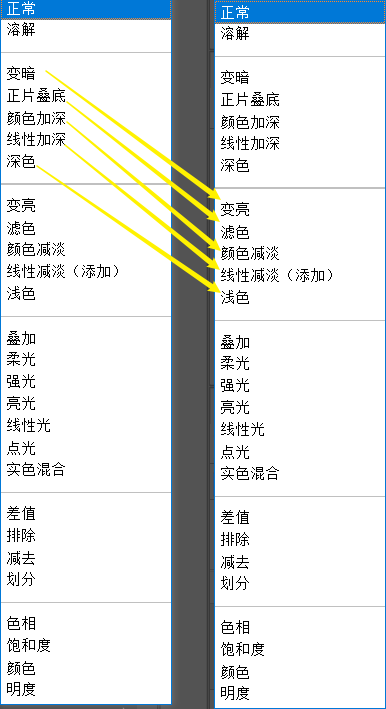 正常
溶解
变暗
正片叠底
颜色加深
线性加深
深色
变亮
滤色
颜色减淡
线性减淡（添加）
浅色
叠加
柔光
强光
亮光
线性光
点光
实色混合
差值
排除
减去
划分
色相
饱和度
颜色
明度
正常
溶解
变暗
正片叠底
颜色加深
线性加深
深色
变亮
滤色
颜色减淡
线性减淡（添加）
浅色
叠加
柔光
强光
亮光
线性光
点光
实色混合
差值
排除
减去
划分
色相
饱和度
颜色
明度